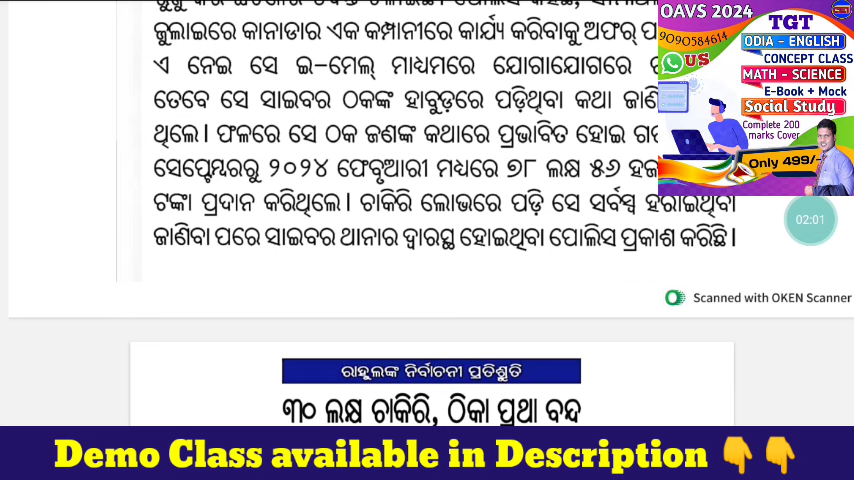 ଜୁଲାଇରେ କାନାଡାର ଏକ କମ୍ପାନୀରେ କାର୍ଯ୍ୟ କରିବାକୁ ଅଫର୍
ଏ ନେଇ ସେ ଇ-ମେଲ୍ ମାଧ୍ୟମରେ ଯୋଗାଯୋଗରେ
ତେବେ ସେ ସାଇବର ଠକଙ୍କ ହାବୁଡ଼ରେ ପଡ଼ିଥିବା କଥା
ଥିଲେ। ଫଳରେ ସେ ଠକ ଜଣଙ୍କ କଥାରେ ପ୍ରଭାବିତ ହୋଇ
ସେପ୍ଟେମ୍ବରରୁ ୨୦୨୪ ଫେବୃଆରୀ ମଧ୍ୟରେ ୭୮ ଲକ୍ଷ ୫୬
ଟଙ୍କା ପ୍ରଦାନ କରିଥିଲେ। ଚାକିରି ଲୋଭରେ ପଡ଼ି ସେ ସର୍ବସ୍ୱ ହରାଇଥିବା
ଜାଣିବା ପରେ ସାଇବର ଥାନାର ଦ୍ୱାରସ୍ଥ ହୋଇଥିବା ପୋଲିସ ପ୍ରକାଶ କରିଛି।
Scanned with OKEN Scanner
ରାହୁଲଙ୍କ ନିର୍ବାଚନୀ ପ୍ରତିଶ୍ରୁତି
୩୦ ଲକ୍ଷ ଚାକିରି, ଠିକା ପ୍ରଥା ବନ୍ଦ
OAVS 2024
TGT
9090584614
ODIA - ENGLISH
US
CONCEPT CLASS
MATH - SCIENCE
E-Book + Mock
Social Study
Complete 200
marks Cover
Only 499/-
02:01
Demo Class available in Description 👇👇